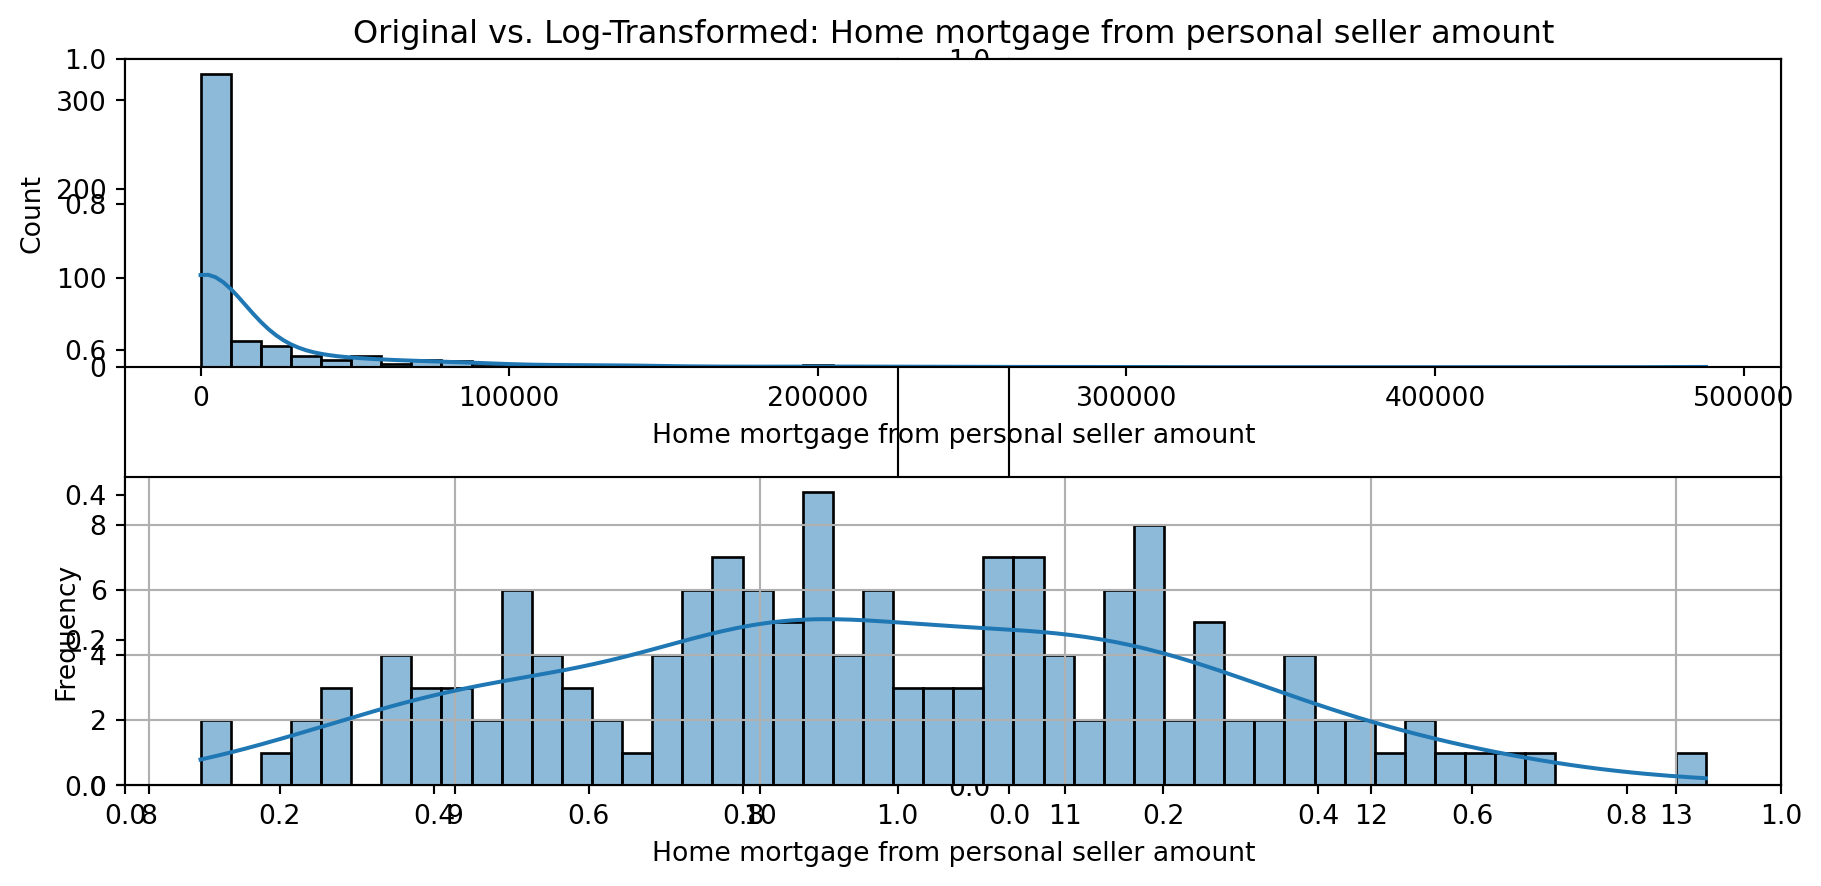 Original vs. Log-Transformed: Home mortgage from personal seller amount
1.0
1.0
300
200
0.8
100
0.6
0
Count
0 100000 200000 300000 400000 500000
Home mortgage from personal seller amount
0.4
8
6
0.2
4
2
0.0
0
0.0
Frequency
0.0 8 0.2 0.4 9 0.6 0.8 10 1.0 0.0 11 0.2 0.4 12 0.6 0.8 13 1.0
Home mortgage from personal seller amount